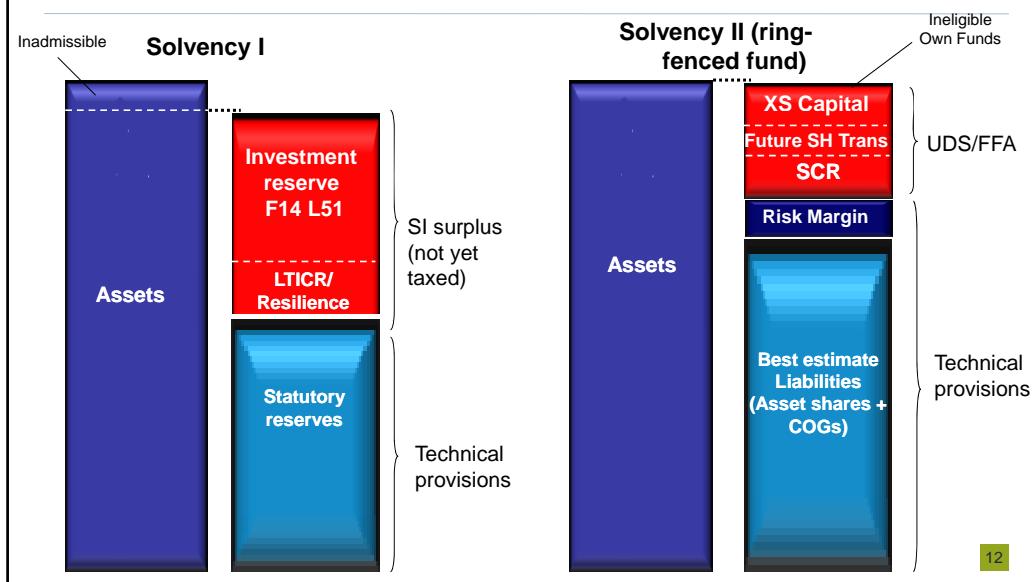 Inadmissible
Solvency I
Assets
Investment
reserve
F14 L51
LTICR/
Resilience
Statutory
reserves
SI surplus
(not yet
taxed)
Technical
provisions
Solvency II (ring-
fenced fund)
Ineligible
Own Funds
Assets
XS Capital
Future SH Trans
SCR
Risk Margin
Best estimate
Liabilities
(Asset shares +
COGs)
UDS/FFA
Technical
provisions
12